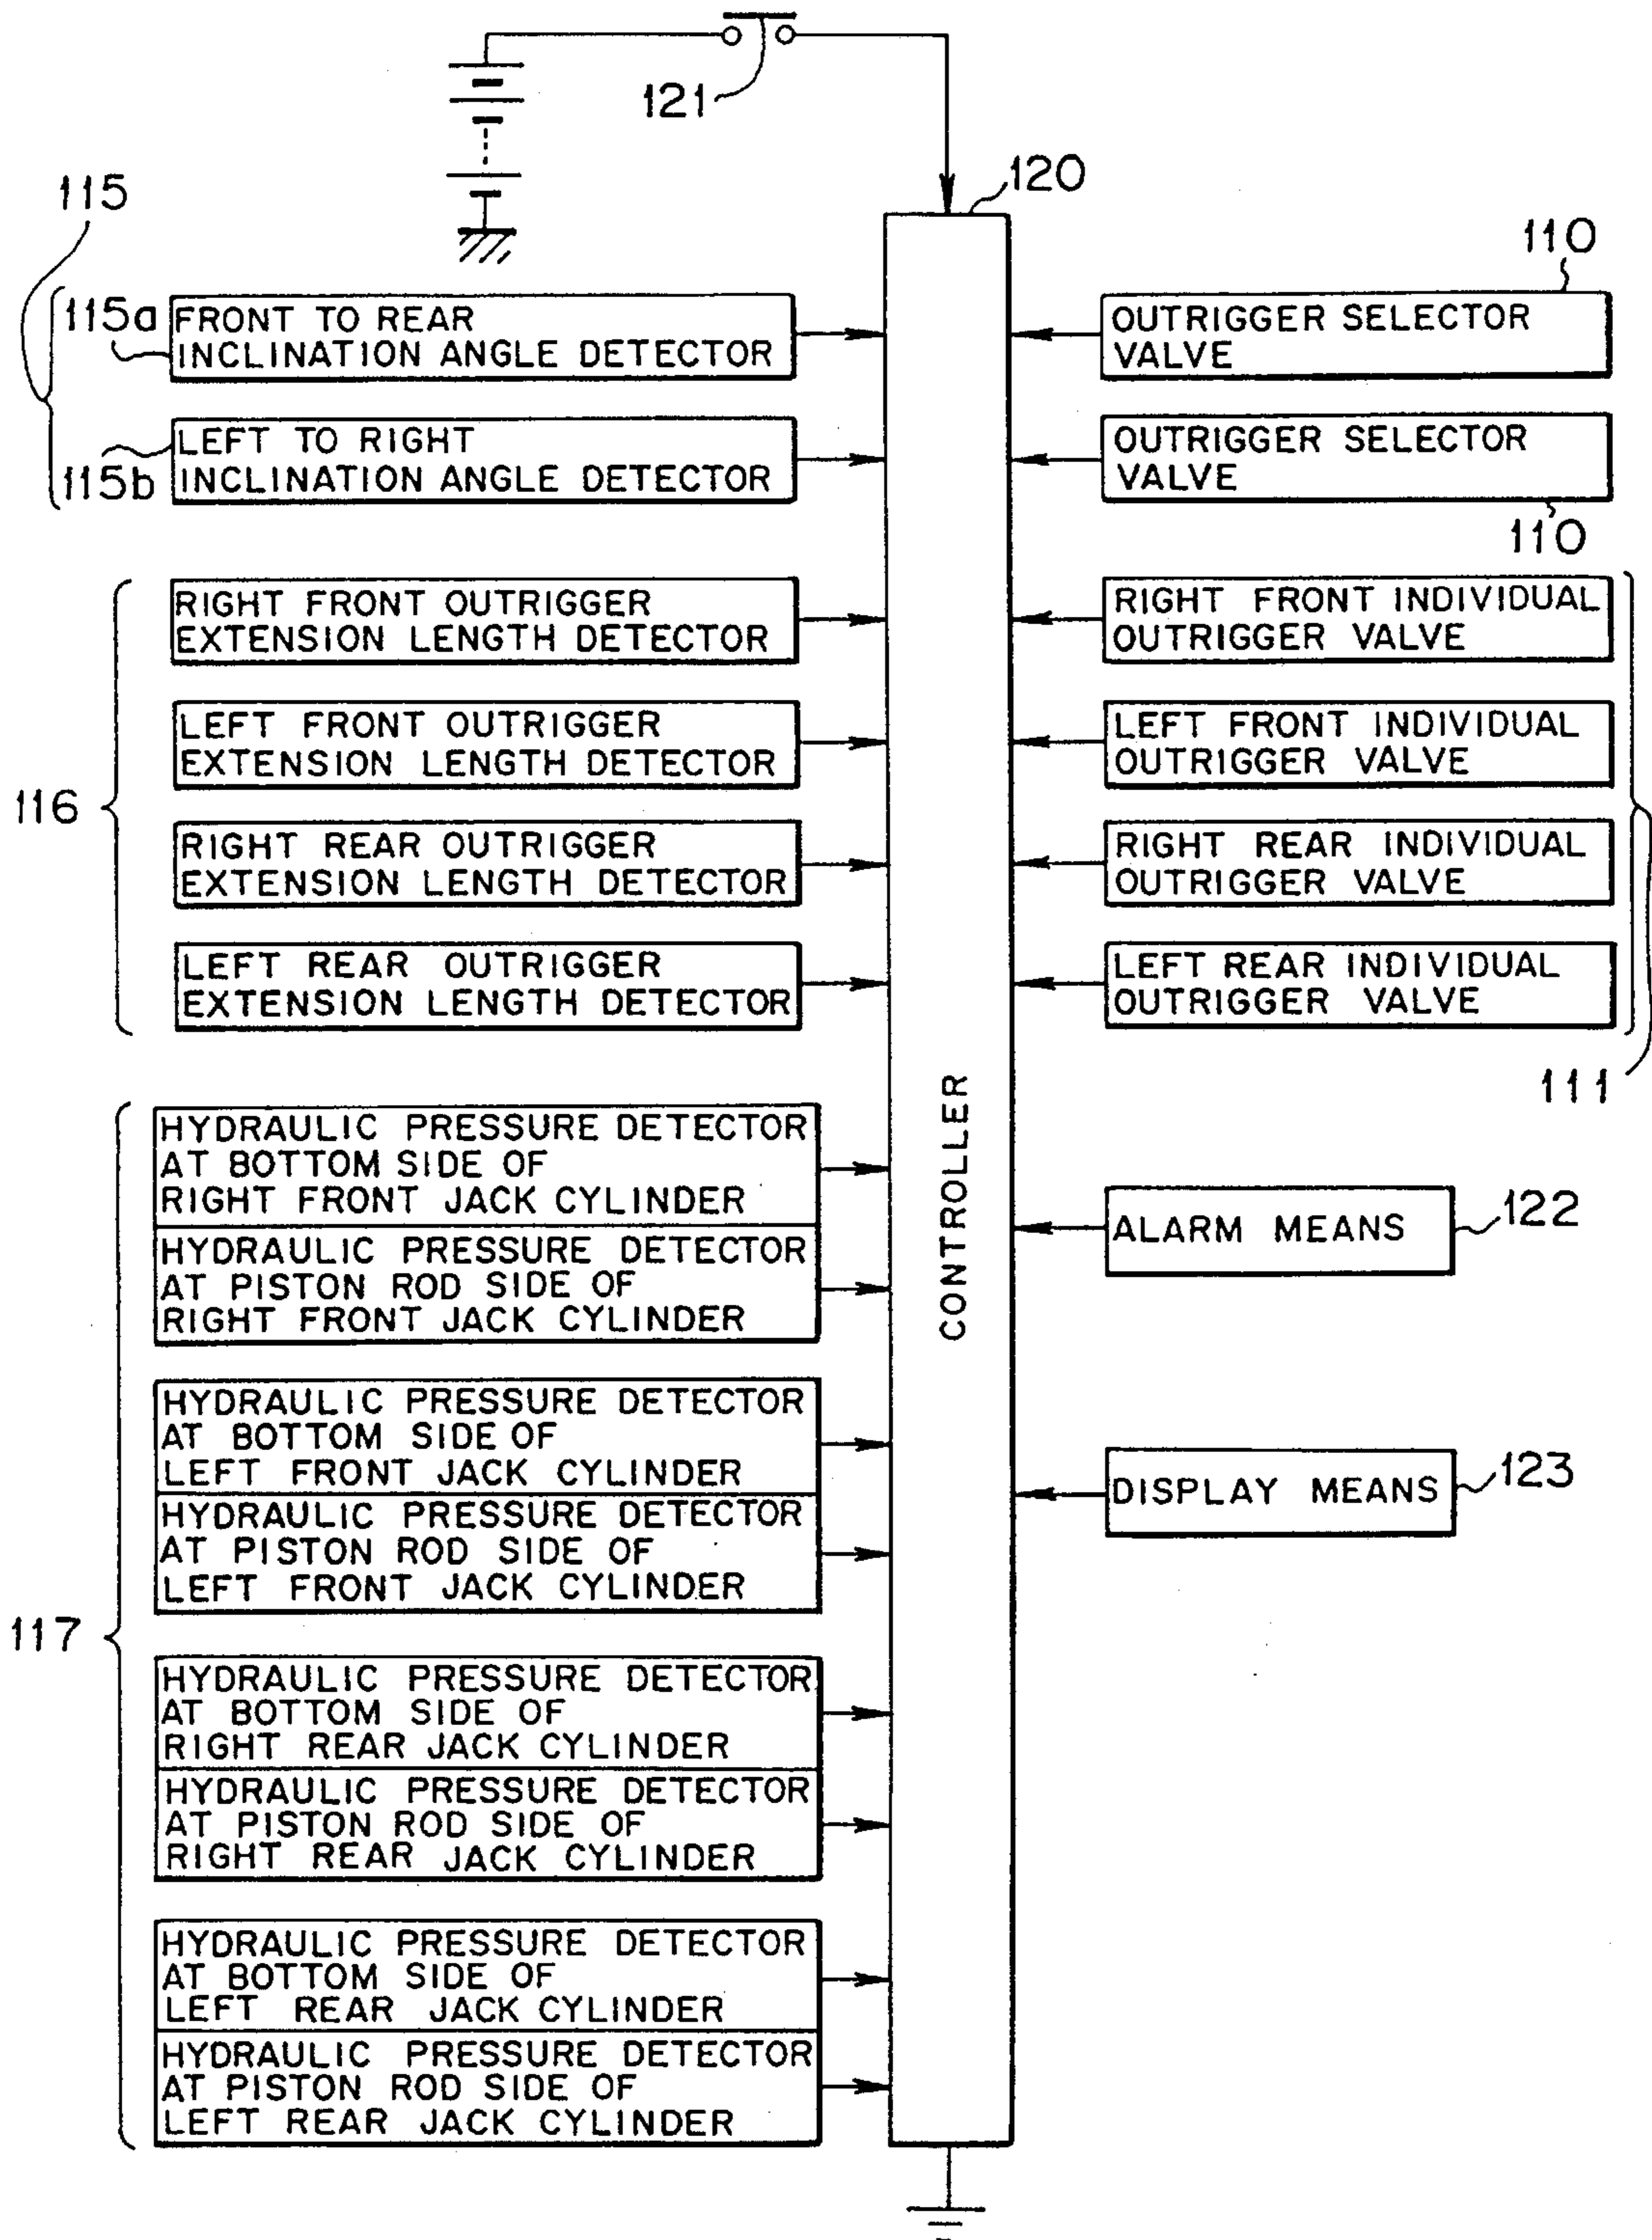 121
120
115
110
115a
FRONT TO REAR
INCLINATION ANGLE DETECTOR
OUTRIGGER SELECTOR
VALVE
LEFT TO RIGHT
INCLINATION ANGLE DETECTOR
115b
OUTRIGGER SELECTOR
VALVE
110
116
RIGHT FRONT OUTRIGGER
EXTENSION LENGTH DETECTOR
LEFT FRONT OUTRIGGER
EXTENSION LENGTH DETECTOR
RIGHT REAR OUTRIGGER
EXTENSION LENGTH DETECTOR
LEFT REAR OUTRIGGER
EXTENSION LENGTH DETECTOR
RIGHT FRONT INDIVIDUAL
OUTRIGGER VALVE
LEFT FRONT INDIVIDUAL
OUTRIGGER VALVE
RIGHT REAR INDIVIDUAL
OUTRIGGER VALVE
LEFT REAR INDIVIDUAL
OUTRIGGER VALVE
111
CONTROLLER
117
HYDRAULIC PRESSURE DETECTOR
AT BOTTOM SIDE OF
RIGHT FRONT JACK CYLINDER
HYDRAULIC PRESSURE DETECTOR
AT PISTON ROD SIDE OF
RIGHT FRONT JACK CYLINDER
HYDRAULIC PRESSURE DETECTOR
AT BOTTOM SIDE OF
LEFT FRONT JACK CYLINDER
HYDRAULIC PRESSURE DETECTOR
AT PISTON ROD SIDE OF
LEFT FRONT JACK CYLINDER
HYDRAULIC PRESSURE DETECTOR
AT BOTTOM SIDE OF
RIGHT REAR JACK CYLINDER
HYDRAULIC PRESSURE DETECTOR
AT PISTON ROD SIDE OF
RIGHT REAR JACK CYLINDER
HYDRAULIC PRESSURE DETECTOR
AT BOTTOM SIDE OF
LEFT REAR JACK CYLINDER
HYDRAULIC PRESSURE DETECTOR
AT PISTON ROD SIDE OF
LEFT REAR JACK CYLINDER
ALARM MEANS
122
DISPLAY MEANS
123